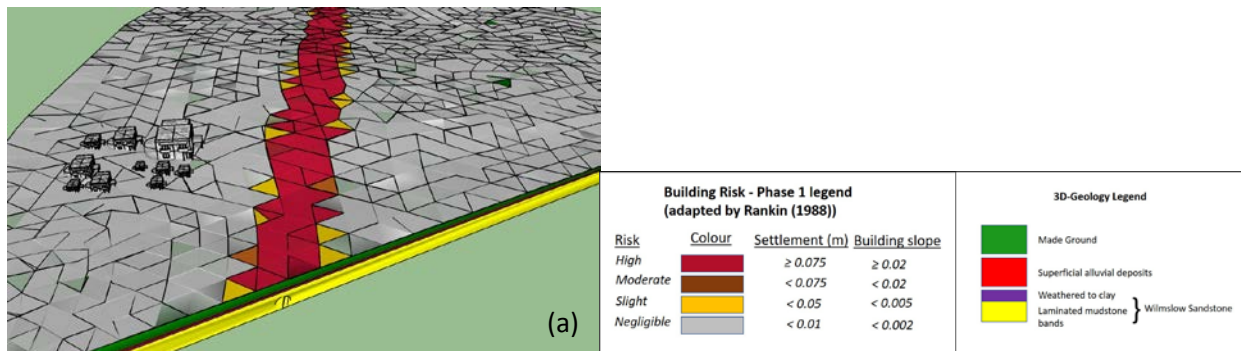 (a)
Building Risk - Phase 1 legend
(adapted by Rankin (1988))
Risk Colour Settlement (m) Building slope
High ≥ 0.075 ≥ 0.02
Moderate < 0.075 < 0.02
Slight < 0.05 < 0.005
Negligible < 0.01 < 0.002
3D-Geology Legend
Made Ground
Superficial alluvial deposits
Weathered to clay
Laminated mudstone
bands
} Wilmslow Sandstone